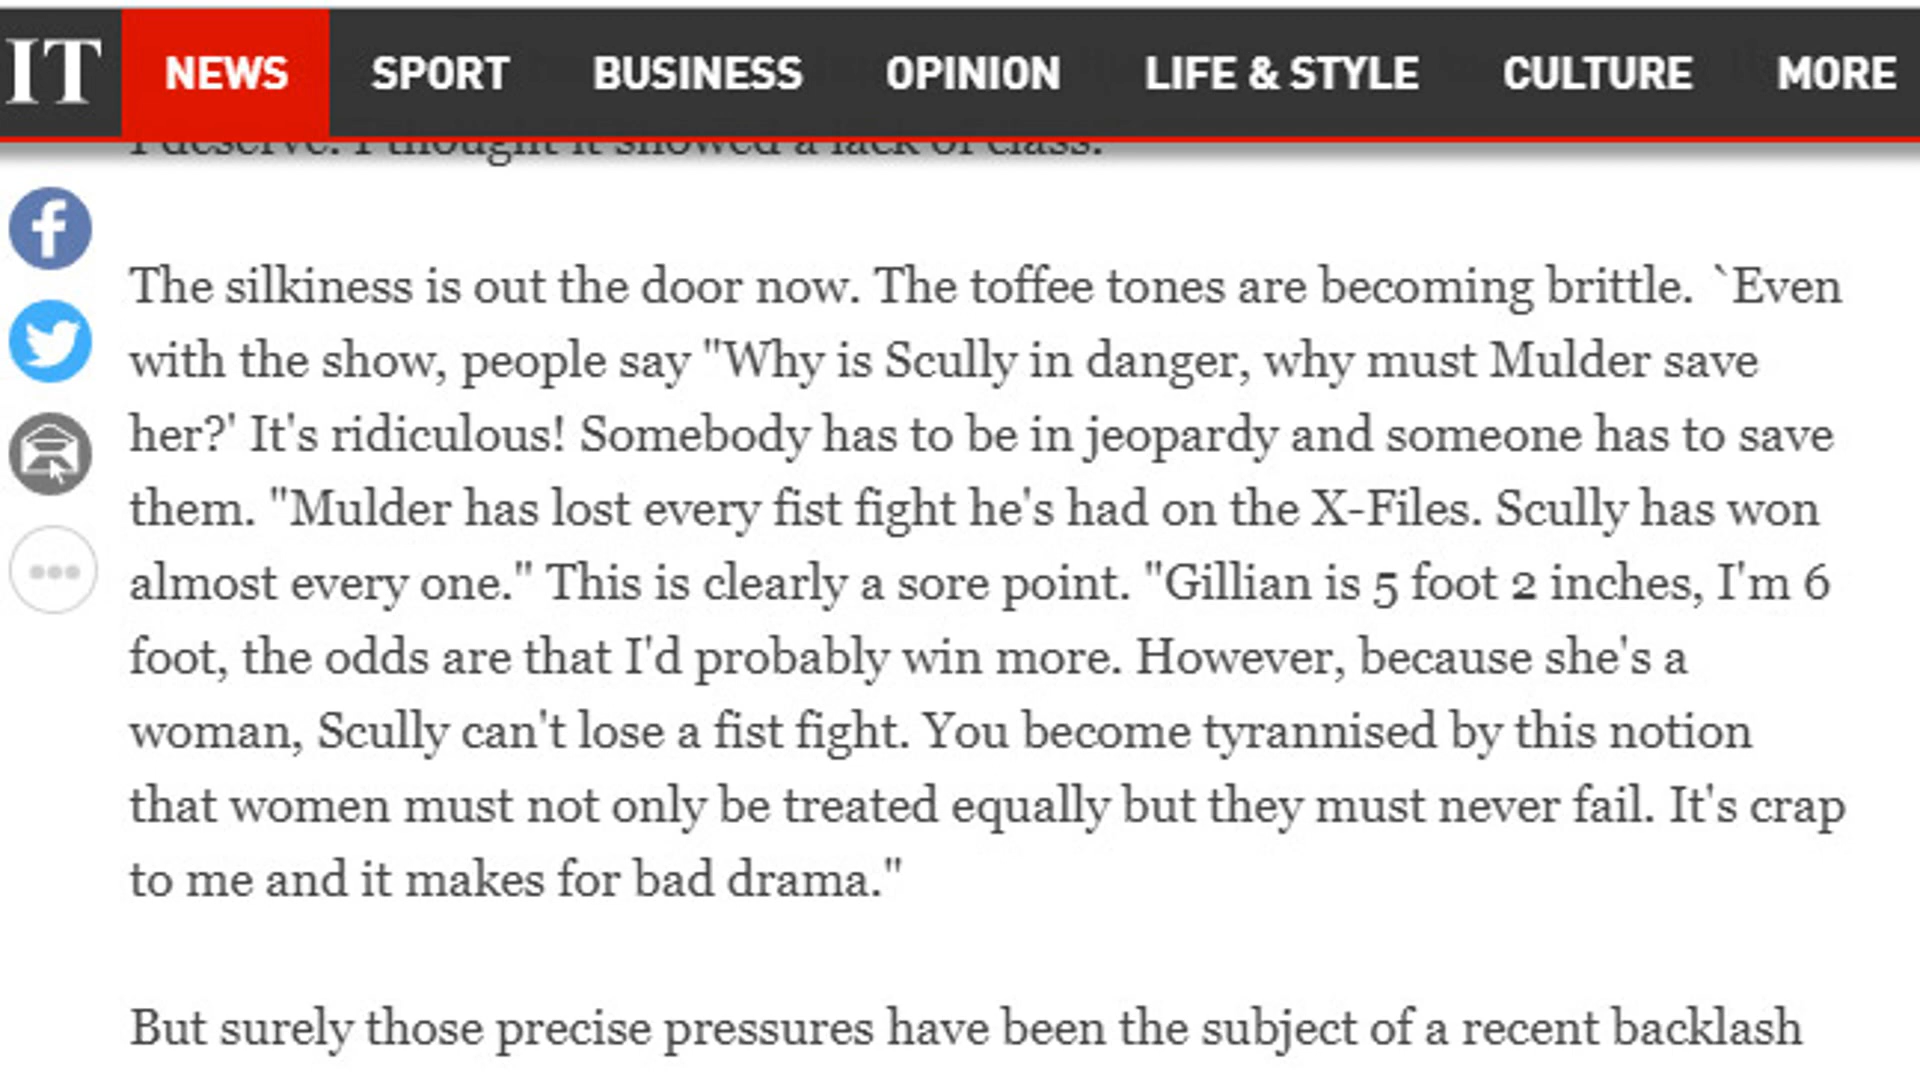 IT NEWS SPORT BUSINESS OPINION LIFE & STYLE CULTURE MORE
I deserve. I thought it showed a lack of class.
f
The silkiness is out the door now. The toffee tones are becoming brittle. `Even
with the show, people say "Why is Scully in danger, why must Mulder save
her?' It's ridiculous! Somebody has to be in jeopardy and someone has to save
them. "Mulder has lost every fist fight he's had on the X-Files. Scully has won
almost every one." This is clearly a sore point. "Gillian is 5 foot 2 inches, I'm 6
foot, the odds are that I'd probably win more. However, because she's a
woman, Scully can't lose a fist fight. You become tyrannised by this notion
that women must not only be treated equally but they must never fail. It's crap
to me and it makes for bad drama."
But surely those precise pressures have been the subject of a recent backlash